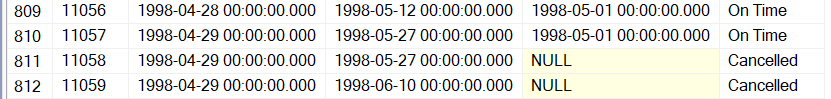 809 11056 1998-04-28 00:00:00.000 1998-05-12 00:00:00.000 1998-05-01 00:00:00.000 On Time
810 11057 1998-04-29 00:00:00.000 1998-05-27 00:00:00.000 1998-05-01 00:00:00.000 On Time
811 11058 1998-04-29 00:00:00.000 1998-05-27 00:00:00.000 NULL Cancelled
812 11059 1998-04-29 00:00:00.000 1998-06-10 00:00:00.000 NULL Cancelled